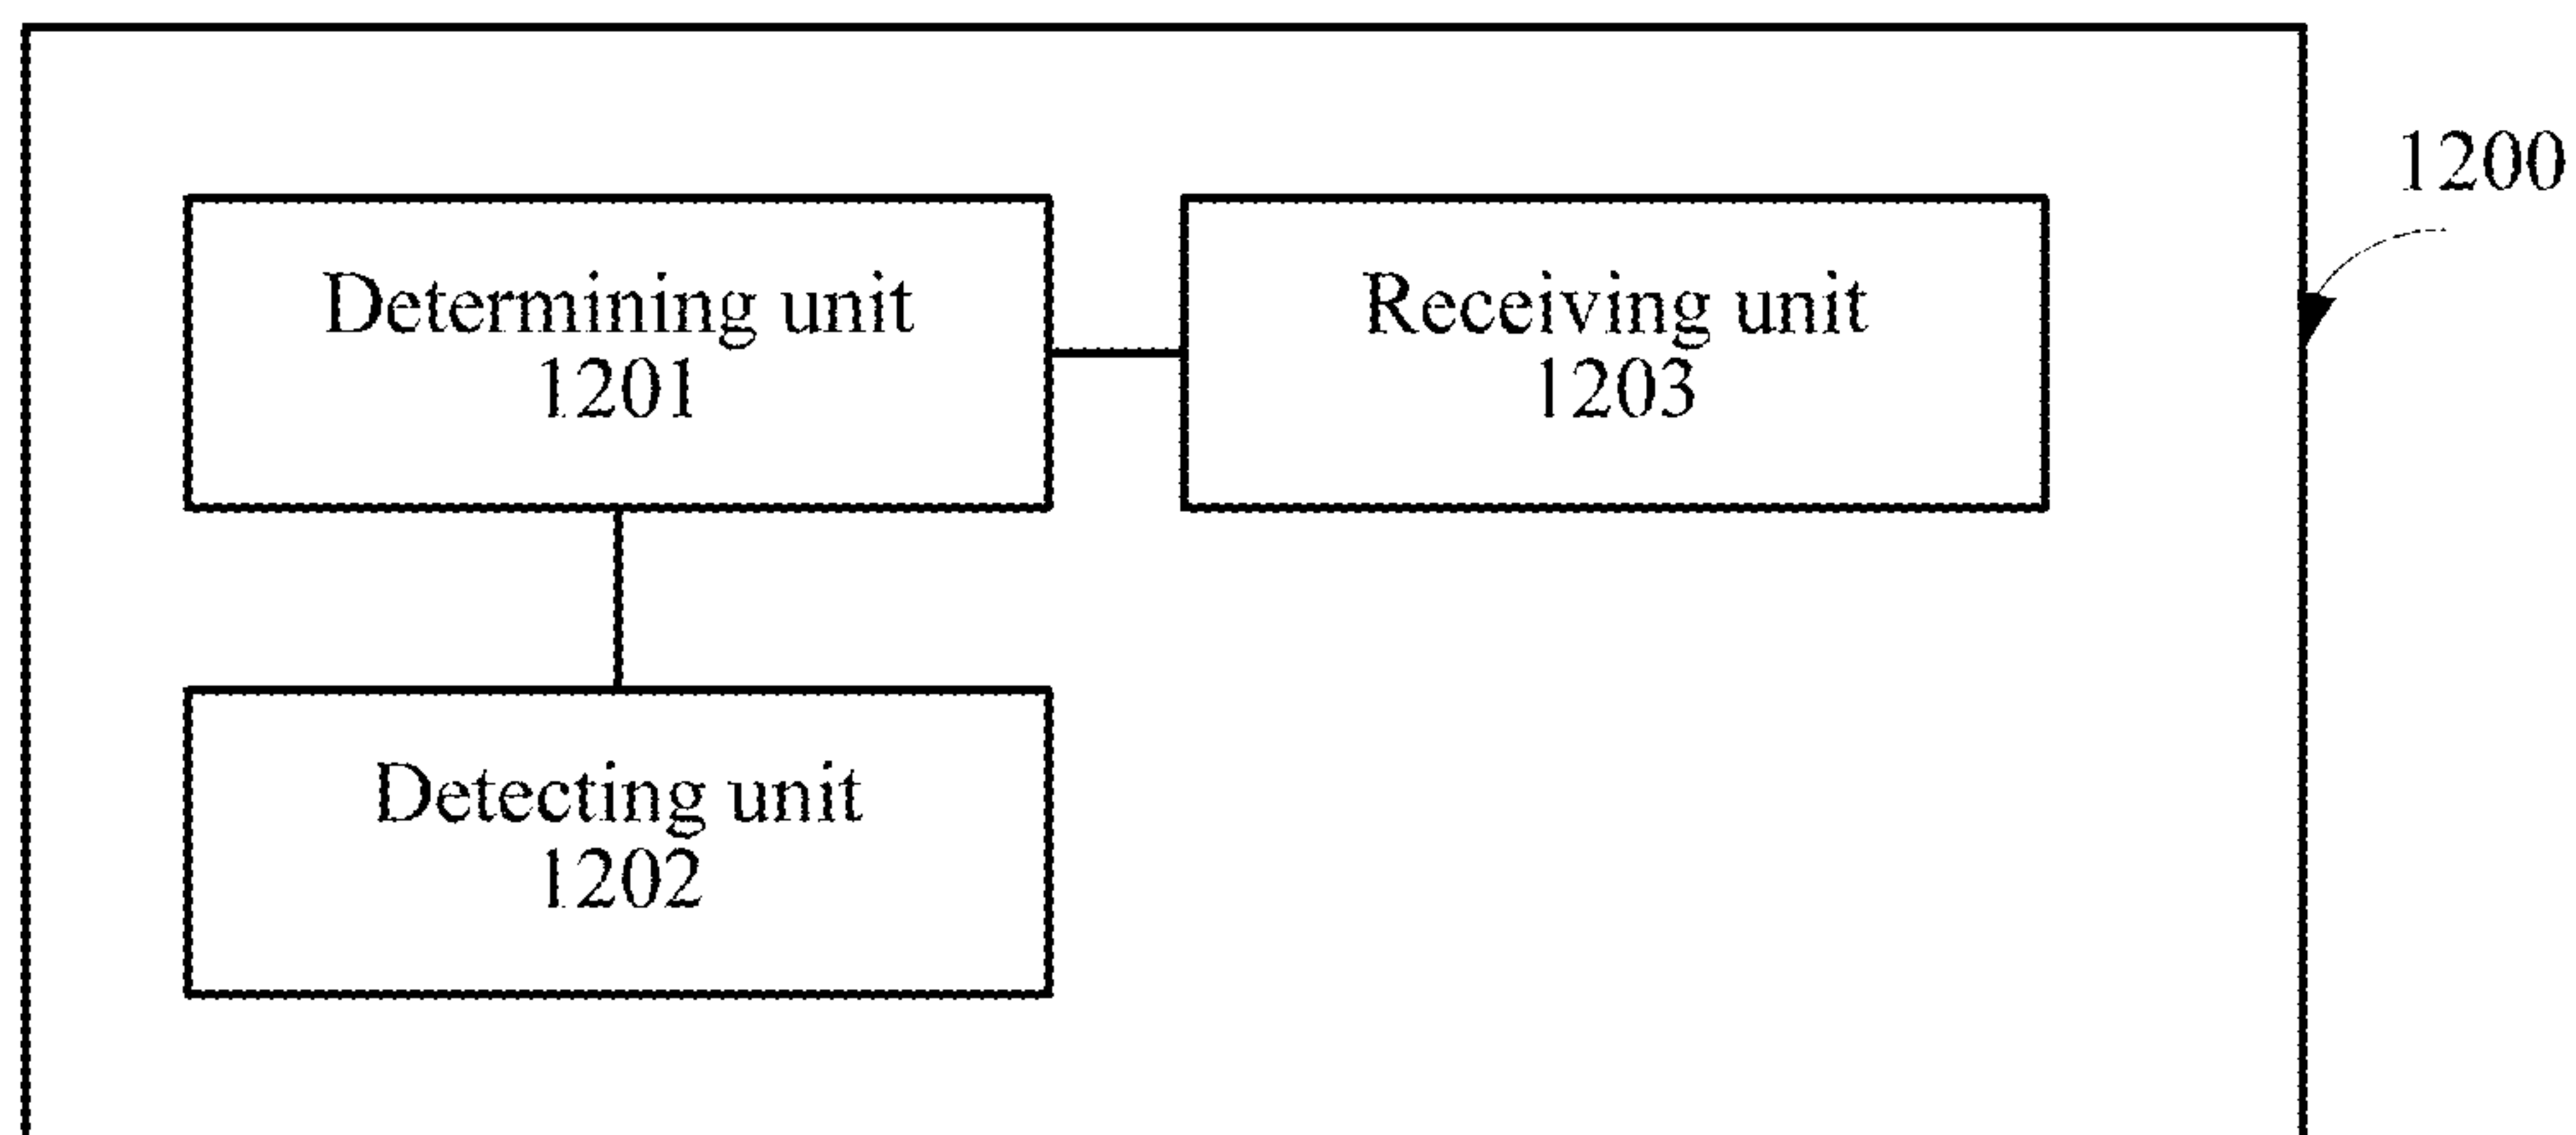 1200
Determining unit
1201
Receiving unit
1203
Detecting unit
1202